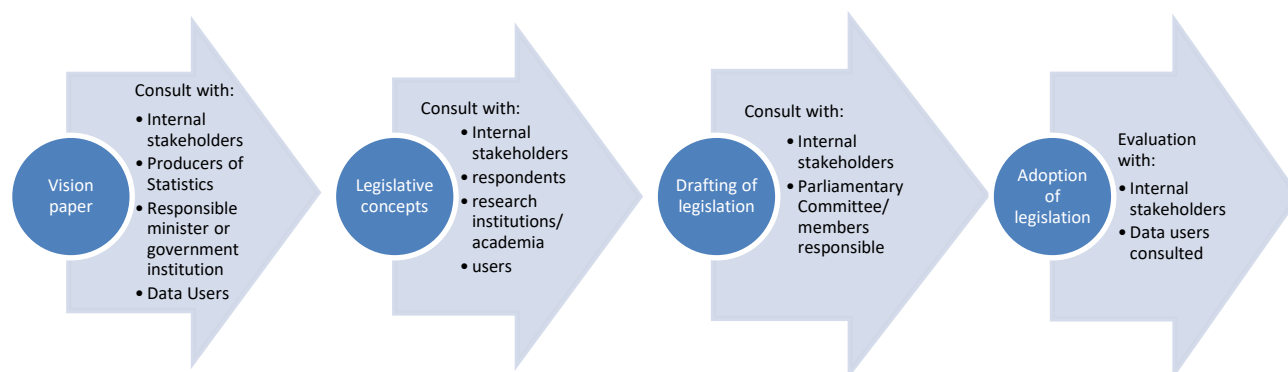 Vision
paper
Consult with:
• Internal
stakeholders
• Producers of
Statistics
• Responsible
minister or
government
institution
• Data Users
Legislative
concepts
Consult with:
• Internal
stakeholders
• respondents
• research
institutions/
academia
• users
Drafting of
legislation
Consult with:
• Internal
stakeholders
• Parliamentary
Committee/
members
responsible
Adoption
of
legislation
Evaluation
with:
• Internal
stakeholders
• Data users
consulted